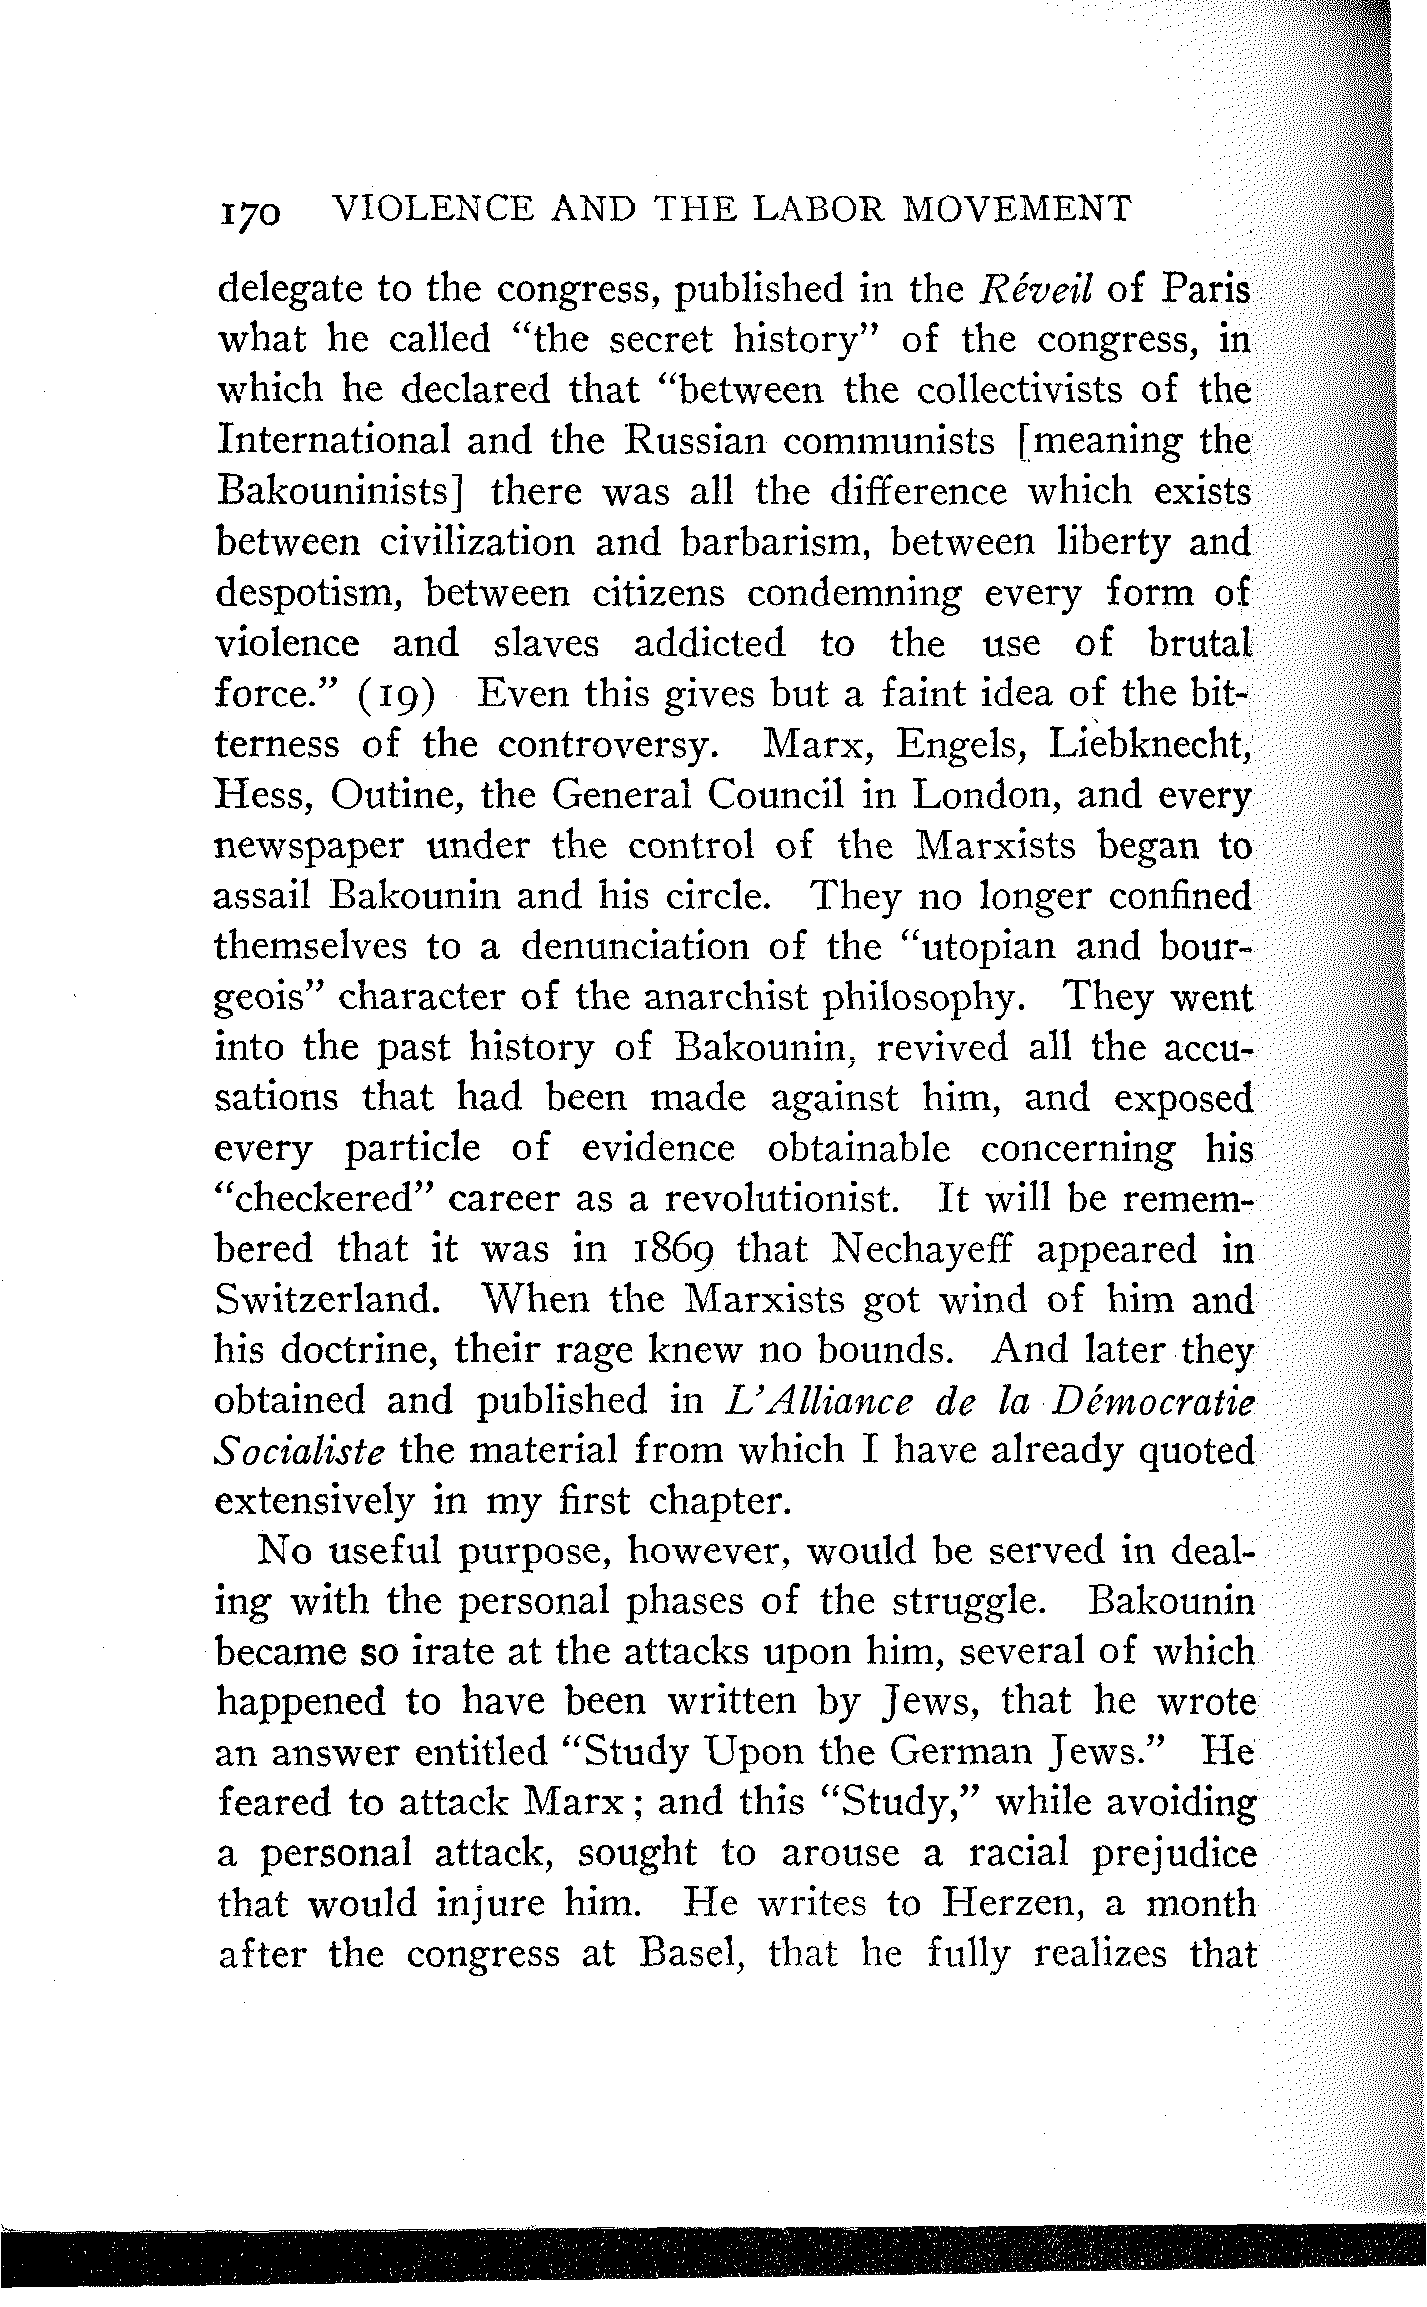 170 VIOLENCE AND THE LABOR MOVEMENT
delegate to the congress, published in the Réveil of Paris
what he called “the secret history” of the congress, in
which he declared that “between the collectivists of the
International and the Russian communists [meaning the
Bakouninists] there was all the difference which exists
between civilization and barbarism, between liberty and
despotism, between citizens condemning every form of
violence and slaves addicted to the use of brutal
force.” (19) Even this gives but a faint idea of the bit-
terness of the controversy. Marx, Engels, Liebknecht,
Hess, Outine, the General Council in London, and every
newspaper under the control of the Marxists began to
assail Bakounin and his circle. They no longer confined
themselves to a denunciation of the “utopian and bour-
geois” character of the anarchist philosophy. They went
into the past history of Bakounin, revived all the accu-
sations that had been made against him, and exposed
every particle of evidence obtainable concerning his
“checkered” career as a revolutionist. It will be remem-
bered that it was in 1869 that Nechayeff appeared in
Switzerland. When the Marxists got wind of him and
his doctrine, their rage knew no bounds. And later they
obtained and published in L’Alliance de la Démocratie
Socialiste the material from which I have already quoted
extensively in my first chapter.
No useful purpose, however, would be served in deal-
ing with the personal phases of the struggle. Bakounin
became so irate at the attacks upon him, several of which
happened to have been written by Jews, that he wrote
an answer entitled “Study Upon the German Jews.” He
feared to attack Marx; and this “Study,” while avoiding
a personal attack, sought to arouse a racial prejudice
that would injure him. He writes to Herzen, a month
after the congress at Basel, that he fully realizes that